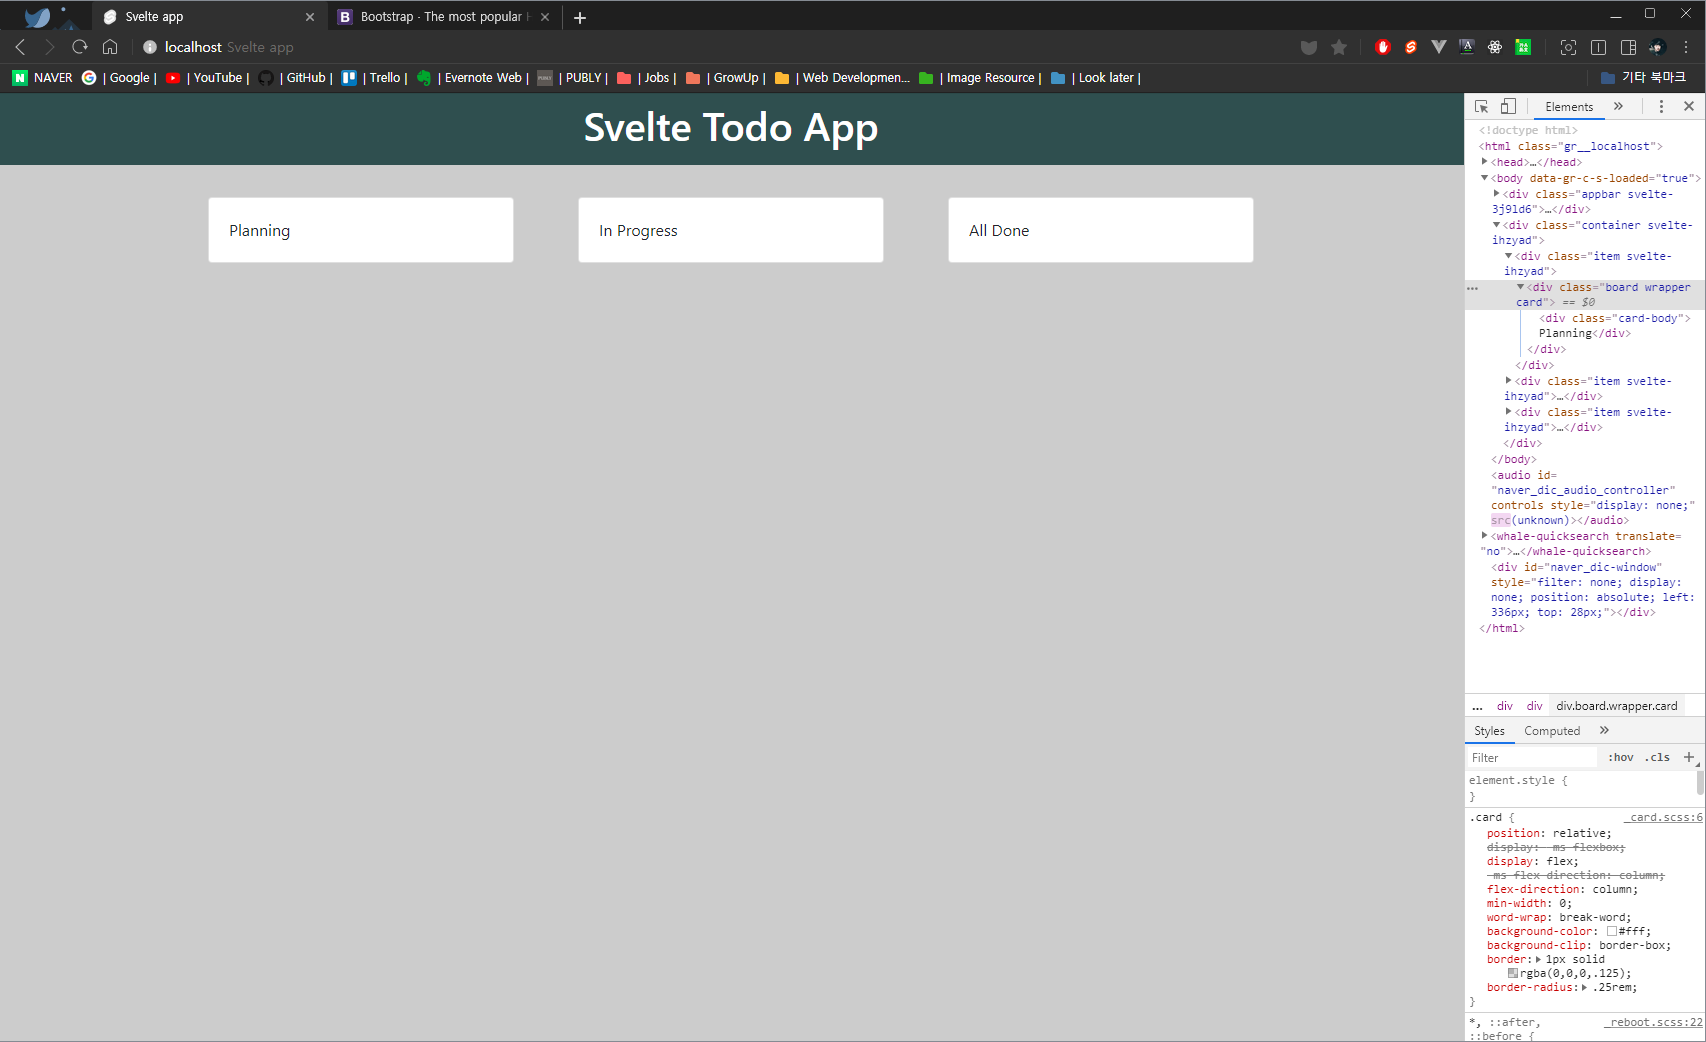 Svelte app
Bootstrap · The most popular H
localhost Svelte app
NAVER | Google | | YouTube | | GitHub | | Trello | | Evernote Web | | PUBLY | | Jobs | | GrowUp | | Web Developmen... | Image Resource | | Look later | 기타 북마크
Svelte Todo App
Planning
In Progress
All Done
Elements
<!doctype html>
<html class="gr__localhost">
<head>…</head>
<body data-gr-c-s-loaded="true">
<div class="appbar svelte-
3j9ld6">…</div>
<div class="container svelte-
ihzyad">
<div class="item svelte-
ihzyad">
<div class="board wrapper
card"> == $0
<div class="card-body">
Planning</div>
</div>
</div>
<div class="item svelte-
ihzyad">…</div>
<div class="item svelte-
ihzyad">…</div>
</div>
</body>
<audio id=
"naver_dic_audio_controller"
controls style="display: none;"
src(unknown)></audio>
<whale-quicksearch translate=
"no">…</whale-quicksearch>
<div id="naver_dic-window"
style="filter: none; display:
none; position: absolute; left:
336px; top: 28px;"></div>
</html>
... div div div.board.wrapper.card
Styles Computed
Filter :hov .cls
element.style {
}
.card { _card.scss:6
position: relative;
display: -ms-flexbox;
display: flex;
-ms-flex-direction: column;
flex-direction: column;
min-width: 0;
word-wrap: break-word;
background-color: #fff;
background-clip: border-box;
border: 1px solid
rgba(0,0,0,.125);
border-radius: .25rem;
}
*, ::after, _reboot.scss:22
::before {